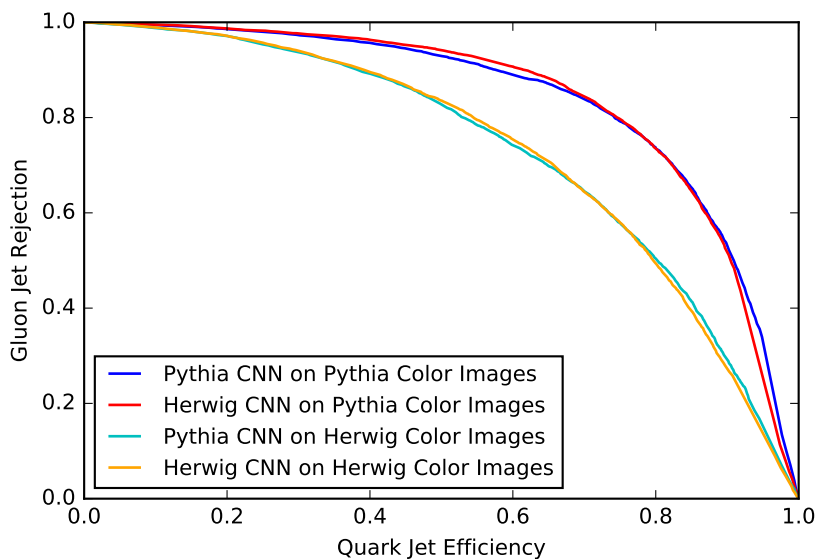 1.0
0.8
0.6
0.4
0.2
0.0
Gluon Jet Rejection
Pythia CNN on Pythia Color Images
Herwig CNN on Pythia Color Images
Pythia CNN on Herwig Color Images
Herwig CNN on Herwig Color Images
0.0 0.2 0.4 0.6 0.8 1.0
Quark Jet Efficiency